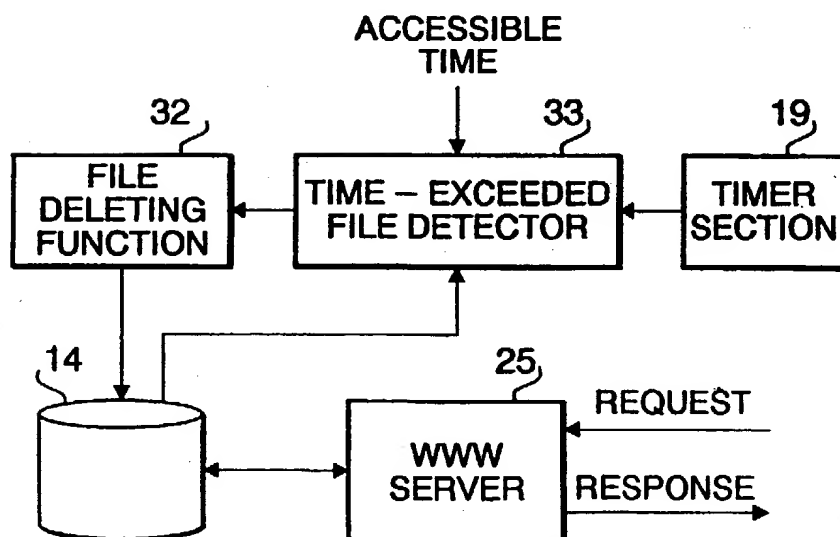 ACCESSIBLE
TIME
32
33
19
FILE
DELETING
FUNCTION
TIME – EXCEEDED
FILE DETECTOR
TIMER
SECTION
14
25
WWW
SERVER
REQUEST
RESPONSE